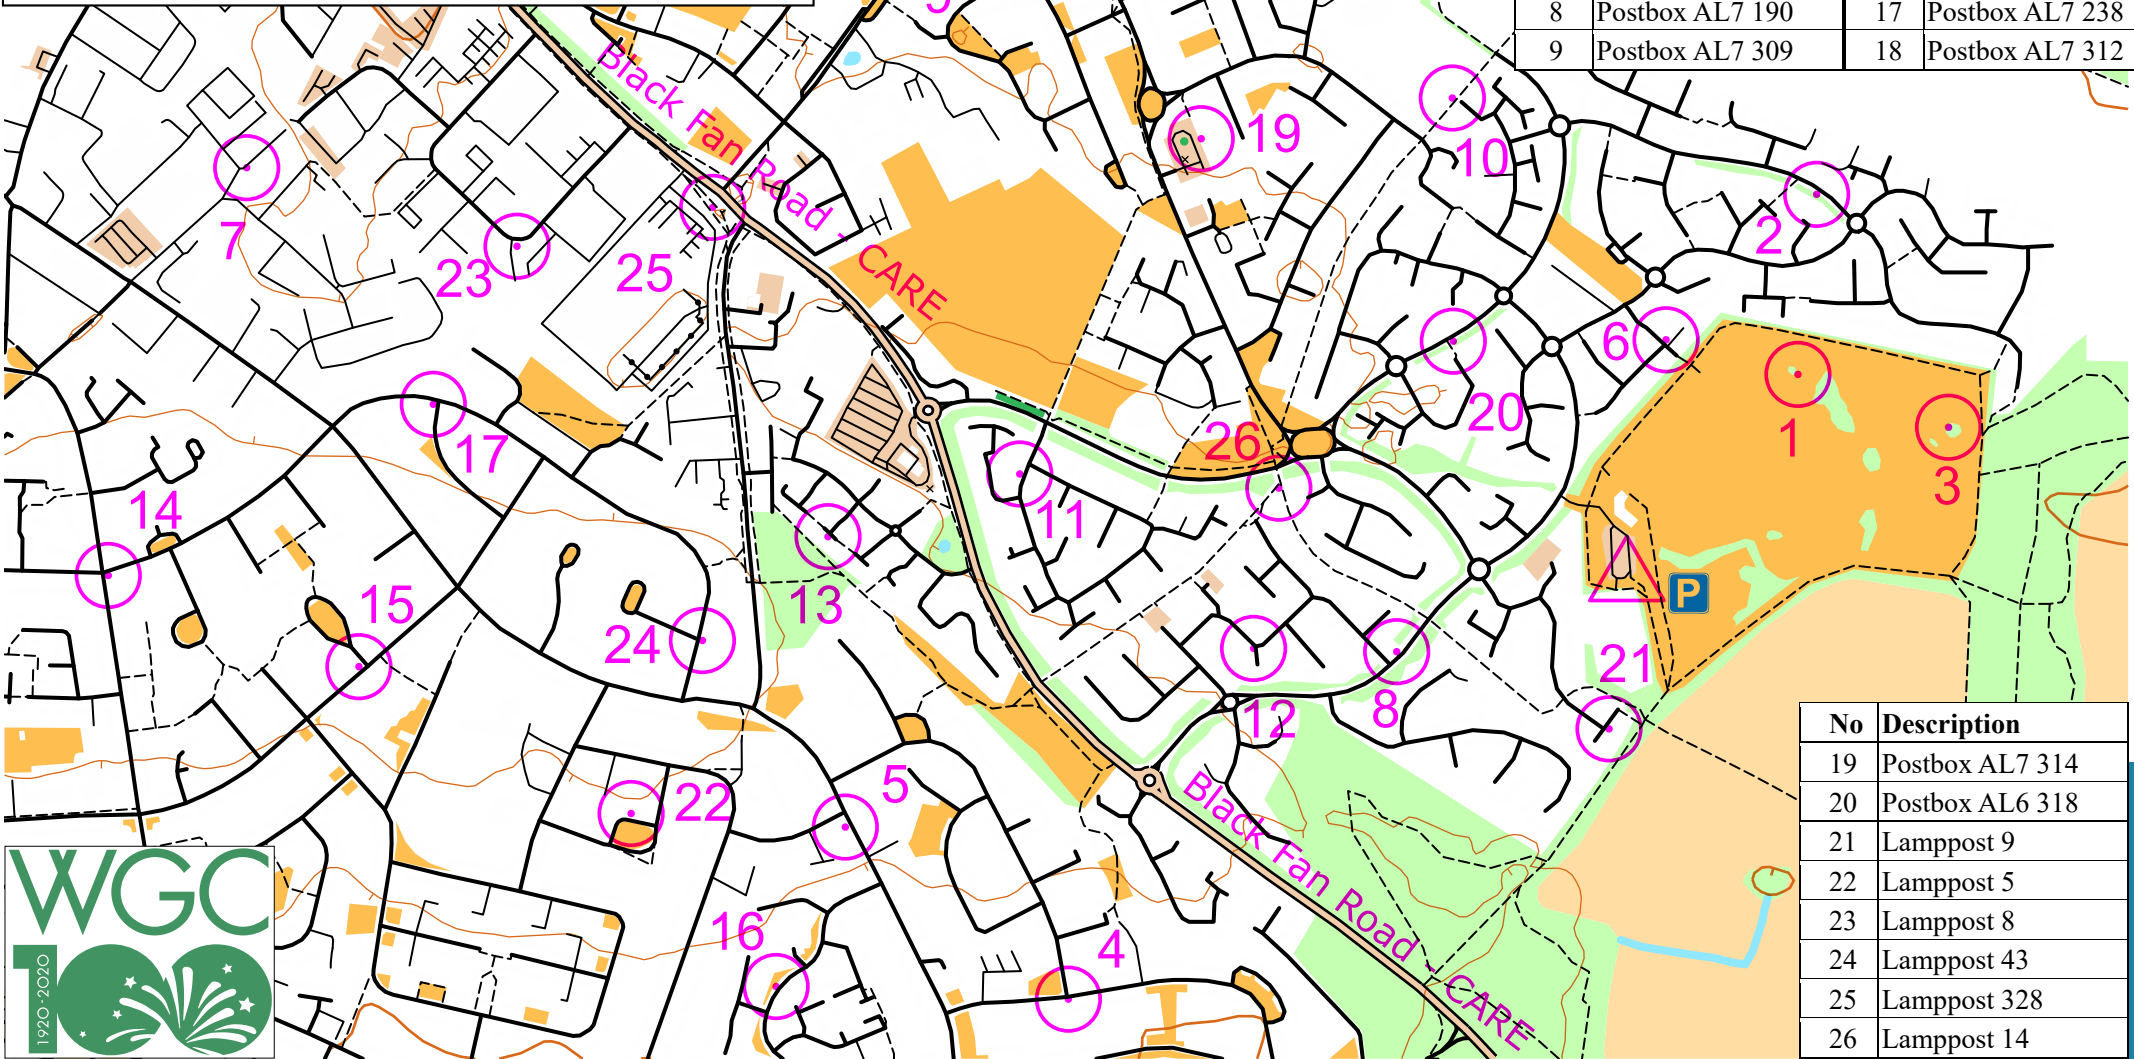 8 Postbox AL7 190 17 Postbox AL7 238
9 Postbox AL7 309 18 Postbox AL7 312
Black Fan Road - CARE
19
10
7
23
25
2
6
20
1
3
26
17
14
11
15
13
24
21
12
8
5
22
16
4
Black Fan Road - CARE
P
No Description
19 Postbox AL7 314
20 Postbox AL6 318
21 Lamppost 9
22 Lamppost 5
23 Lamppost 8
24 Lamppost 43
25 Lamppost 328
26 Lamppost 14
WGC
100
1920-2020